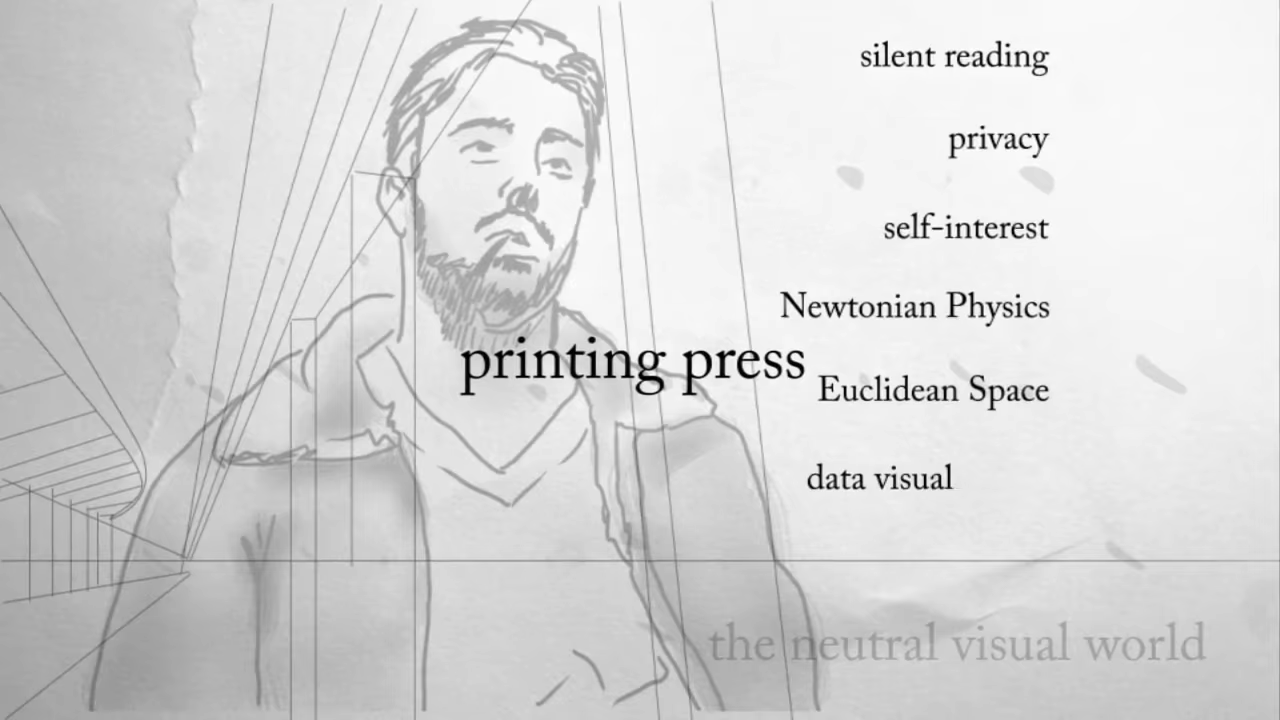 silent reading
privacy
self-interest
Newtonian Physics
printing press
Euclidean Space
data visual
the neutral visual world